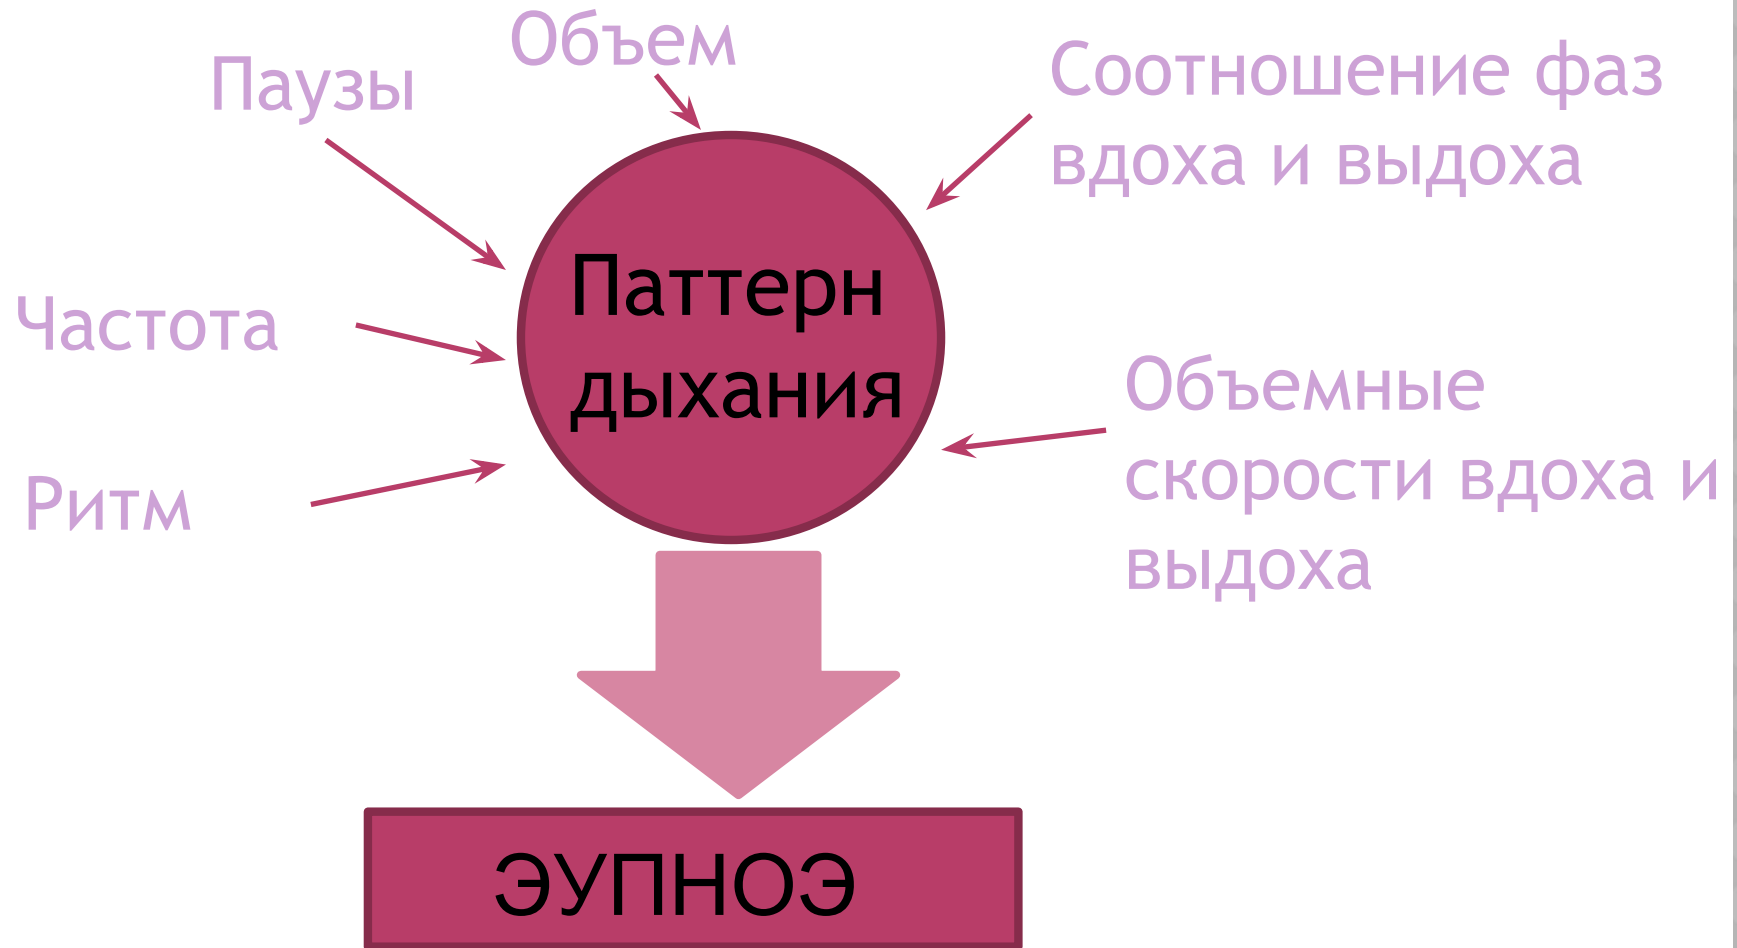 Объем
Паузы
Соотношение фаз
вдоха и выдоха
Паттерн
дыхания
Частота
Объемные
скорости вдоха и
выдоха
Ритм
ЭУПНОЭ